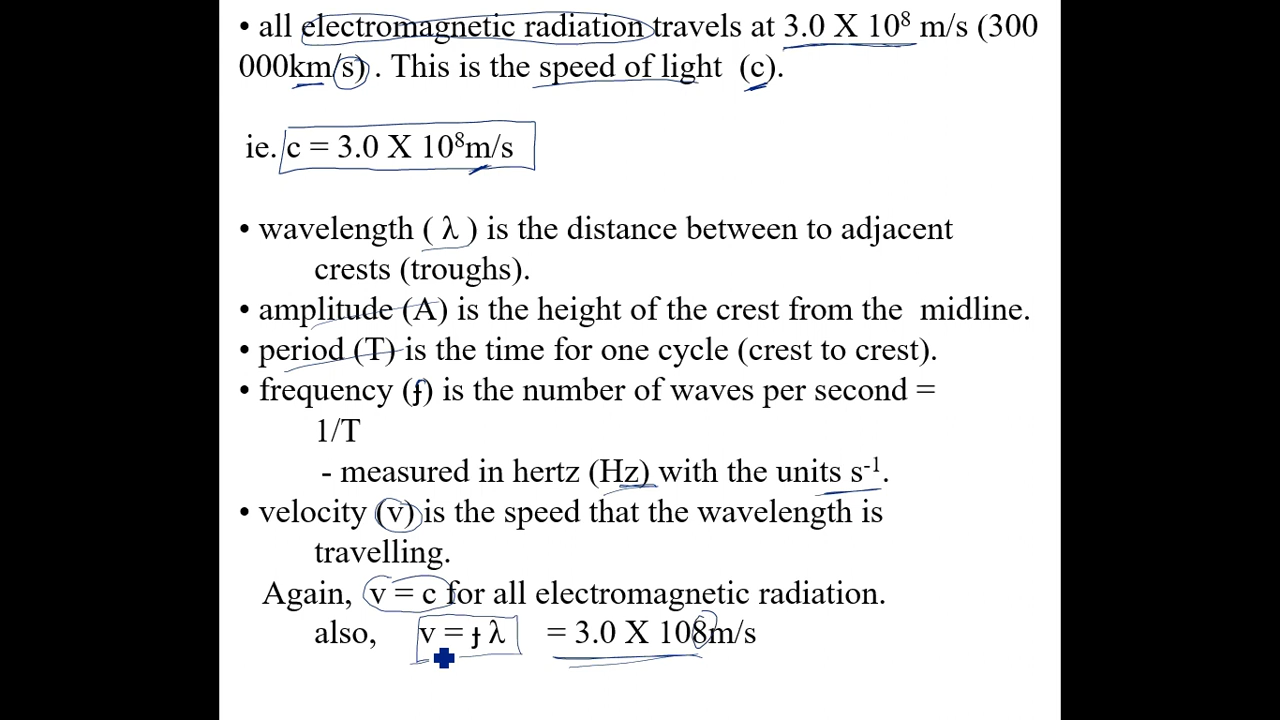 • all electromagnetic radiation travels at 3.0 X 10⁸ m/s (300
000km/s) . This is the speed of light (c).
ie. c = 3.0 X 10⁸m/s
• wavelength ( λ ) is the distance between to adjacent
crests (troughs).
• amplitude (A) is the height of the crest from the midline.
• period (T) is the time for one cycle (crest to crest).
• frequency (ƒ) is the number of waves per second =
1/T
- measured in hertz (Hz) with the units s⁻¹.
• velocity (v) is the speed that the wavelength is
travelling.
Again, v = c for all electromagnetic radiation.
also, v = ƒ λ = 3.0 X 108m/s